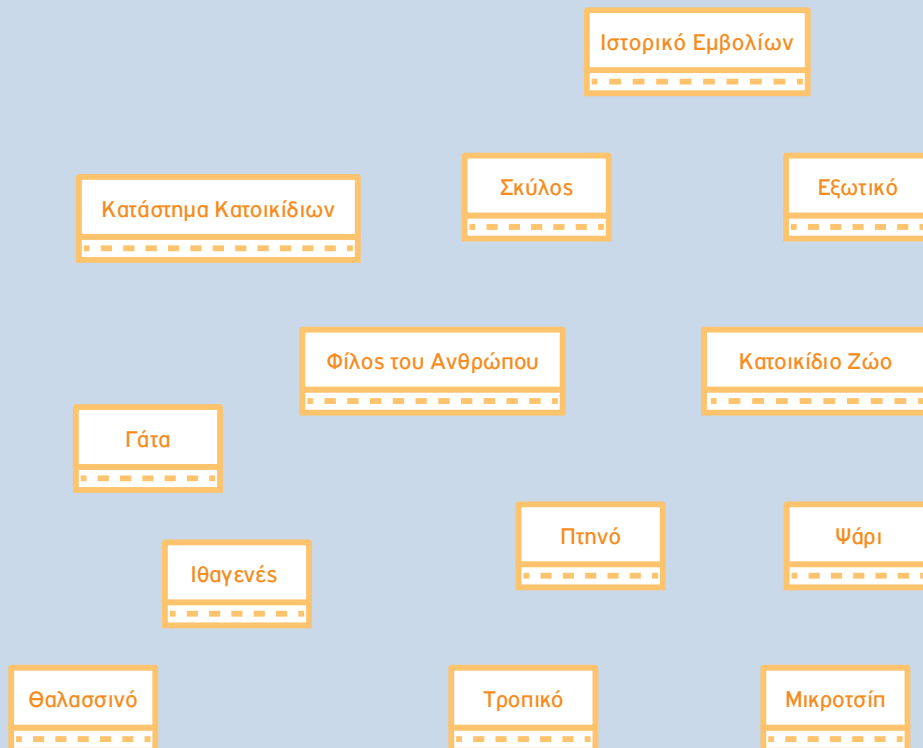 Ιστορικό Εμβολίων
Σκύλος
Εξωτικό
Κατάστημα Κατοικίδιων
Φίλος του Ανθρώπου
Κατοικίδιο Ζώο
Γάτα
Πτηνό
Ψάρι
Ιθαγενές
Θαλασσινό
Τροπικό
Μικροτσίπ